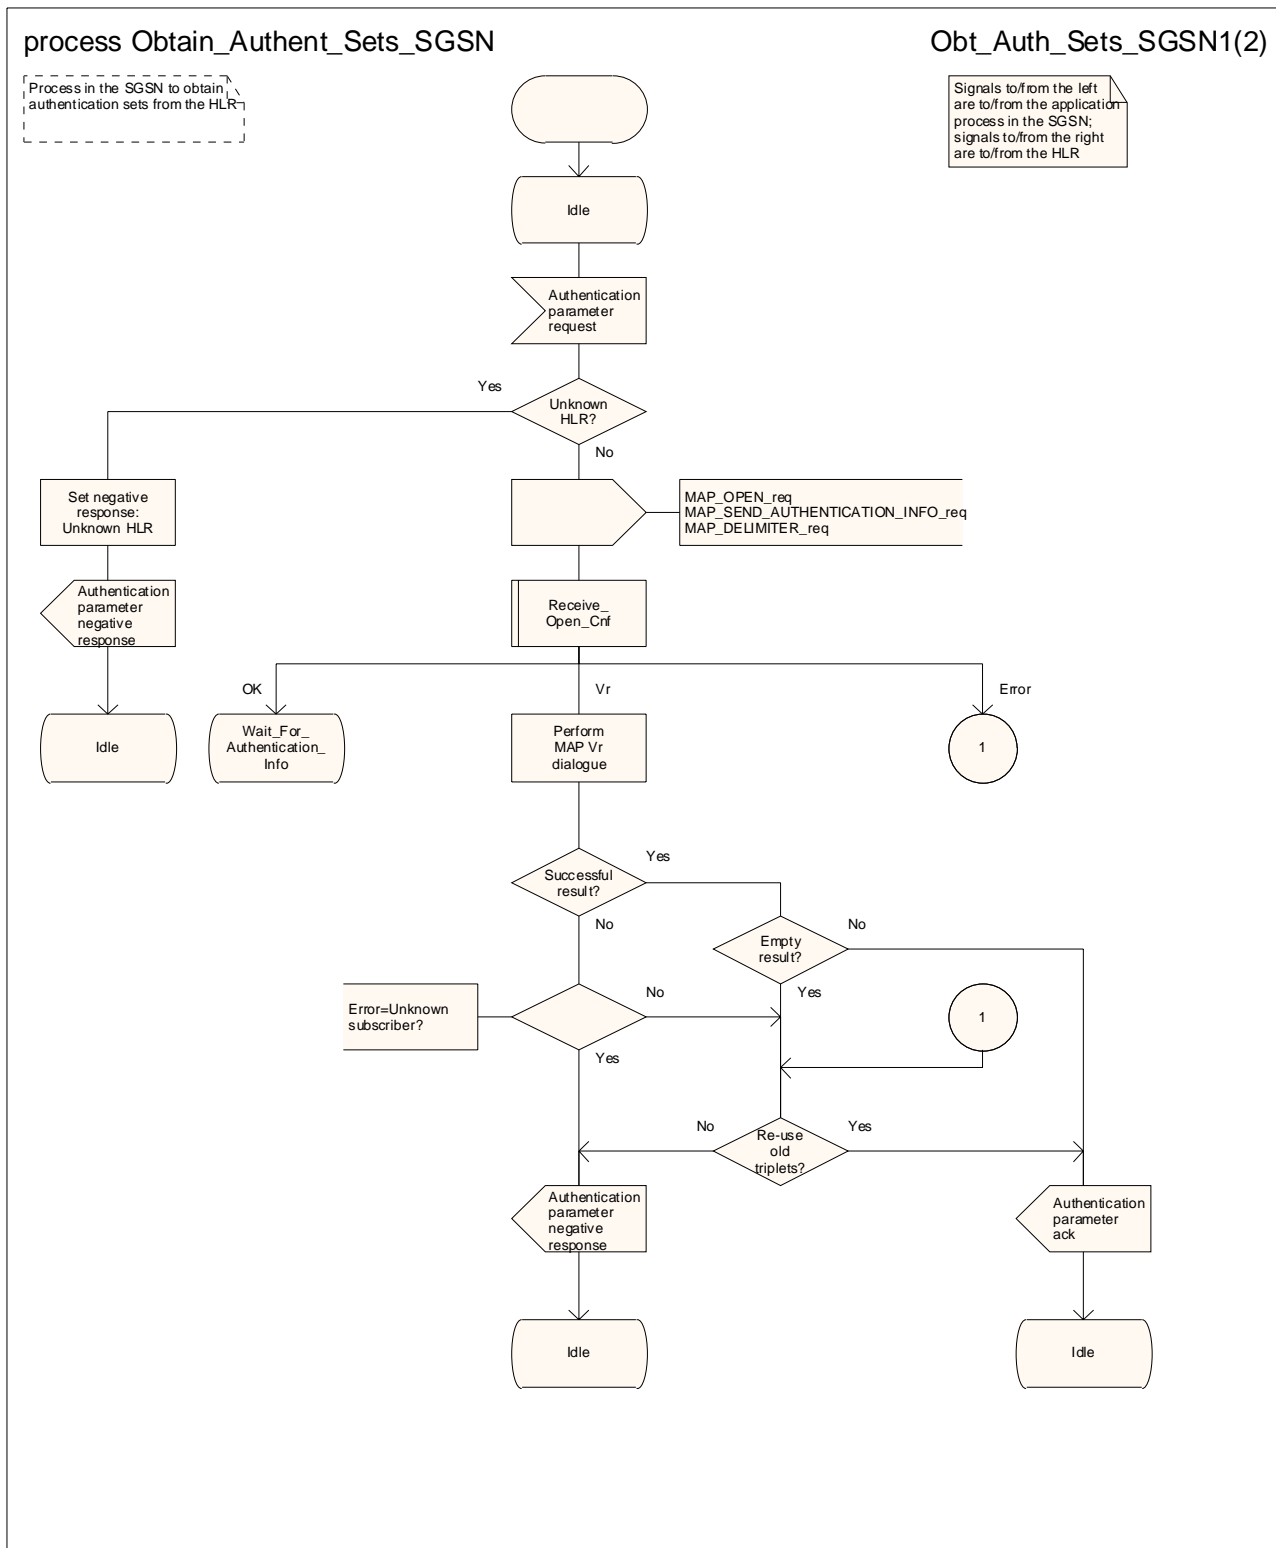 process Obtain_Authent_Sets_SGSN
Obt_Auth_Sets_SGSN1(2)
Process in the SGSN to obtain
authentication sets from the HLR
Signals to/from the left
are to/from the application
process in the SGSN;
signals to/from the right
are to/from the HLR
Idle
Authentication
parameter
request
Yes
Unknown
HLR?
No
Set negative
response:
Unknown HLR
MAP_OPEN_req
MAP_SEND_AUTHENTICATION_INFO_req
MAP_DELIMITER_req
Authentication
parameter
negative
response
Receive_
Open_Cnf
OK
Vr
Error
Idle
Wait_For_
Authentication_
Info
Perform
MAP Vr
dialogue
1
Successful
result?
Yes
No
Empty
result?
No
Yes
Error=Unknown
subscriber?
No
Yes
1
No
Re-use
old
triplets?
Yes
Authentication
parameter
negative
response
Authentication
parameter
ack
Idle
Idle